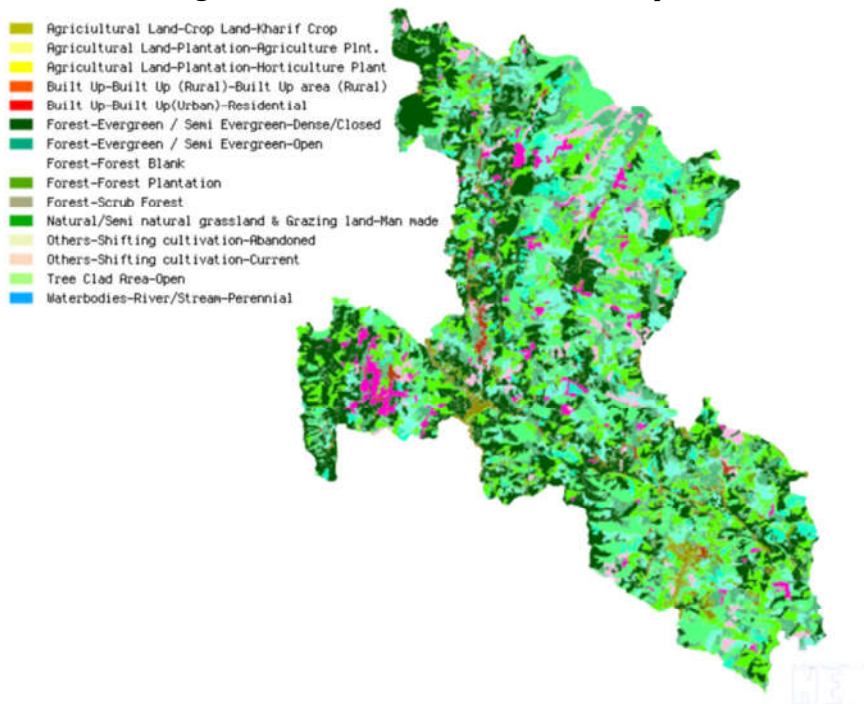 Agriciultural Land-Crop Land-Kharif Crop
Agricultural Land-Plantation-Agriculture Plnt.
Agricultural Land-Plantation-Horticulture Plant
Built Up-Built Up (Rural)-Built Up area (Rural)
Built Up-Built Up(Urban)-Residential
Forest-Evergreen / Semi Evergreen-Dense/Closed
Forest-Evergreen / Semi Evergreen-Open
Forest-Forest Blank
Forest-Forest Plantation
Forest-Scrub Forest
Natural/Semi natural grassland & Grazing land-Man made
Others-Shifting cultivation-Abandoned
Others-Shifting cultivation-Current
Tree Clad Area-Open
Waterbodies-River/Stream-Perennial